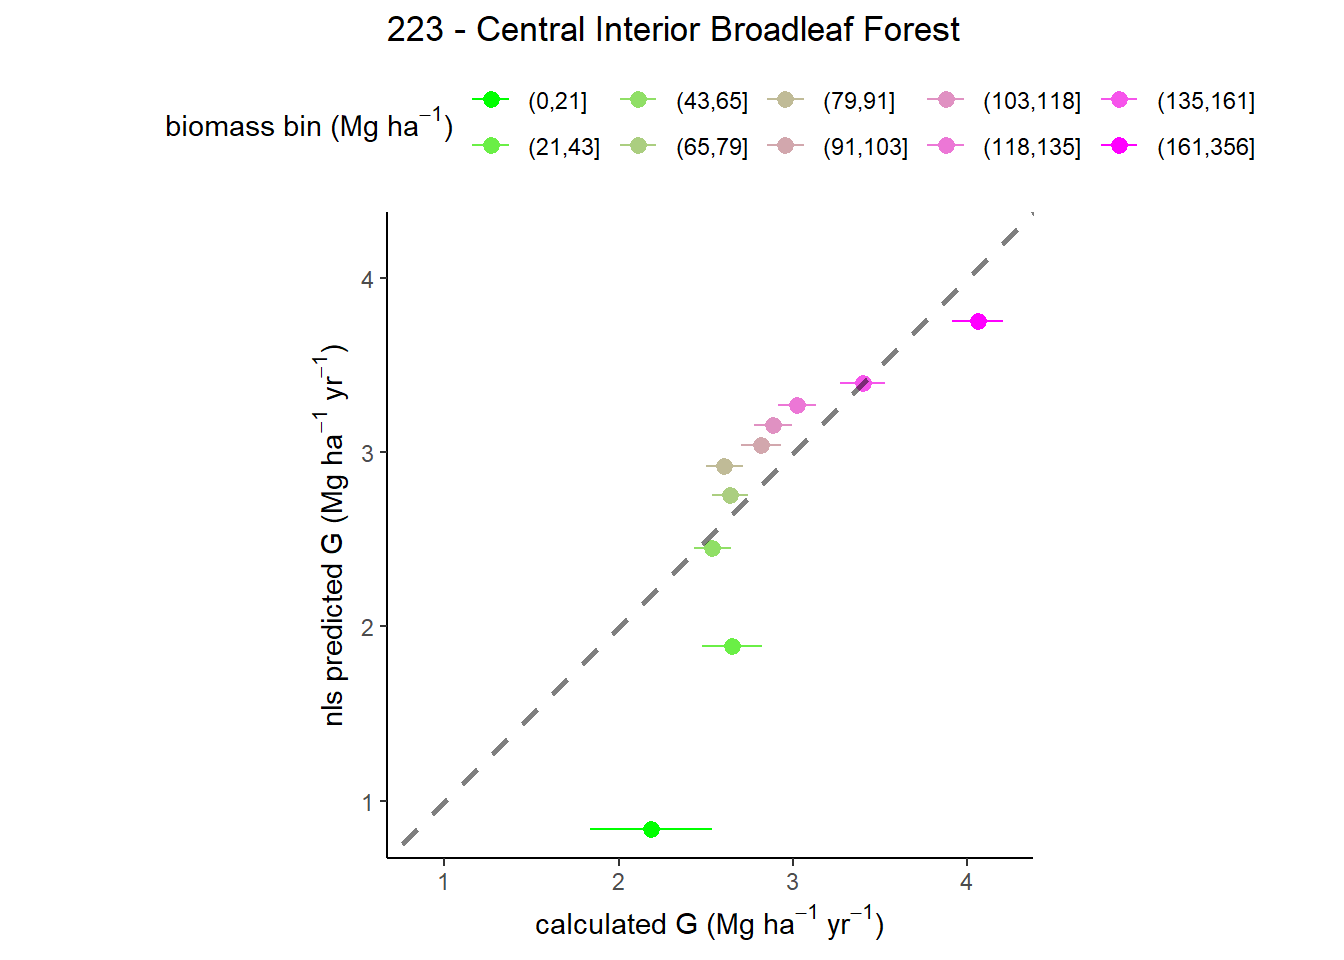 223 - Central Interior Broadleaf Forest
biomass bin (Mg ha⁻¹)
(0,21] (43,65] (79,91] (103,118] (135,161]
(21,43] (65,79] (91,103] (118,135] (161,356]
nls predicted G (Mg ha⁻¹ yr⁻¹)
4
3
2
1
1 2 3 4
calculated G (Mg ha⁻¹ yr⁻¹)